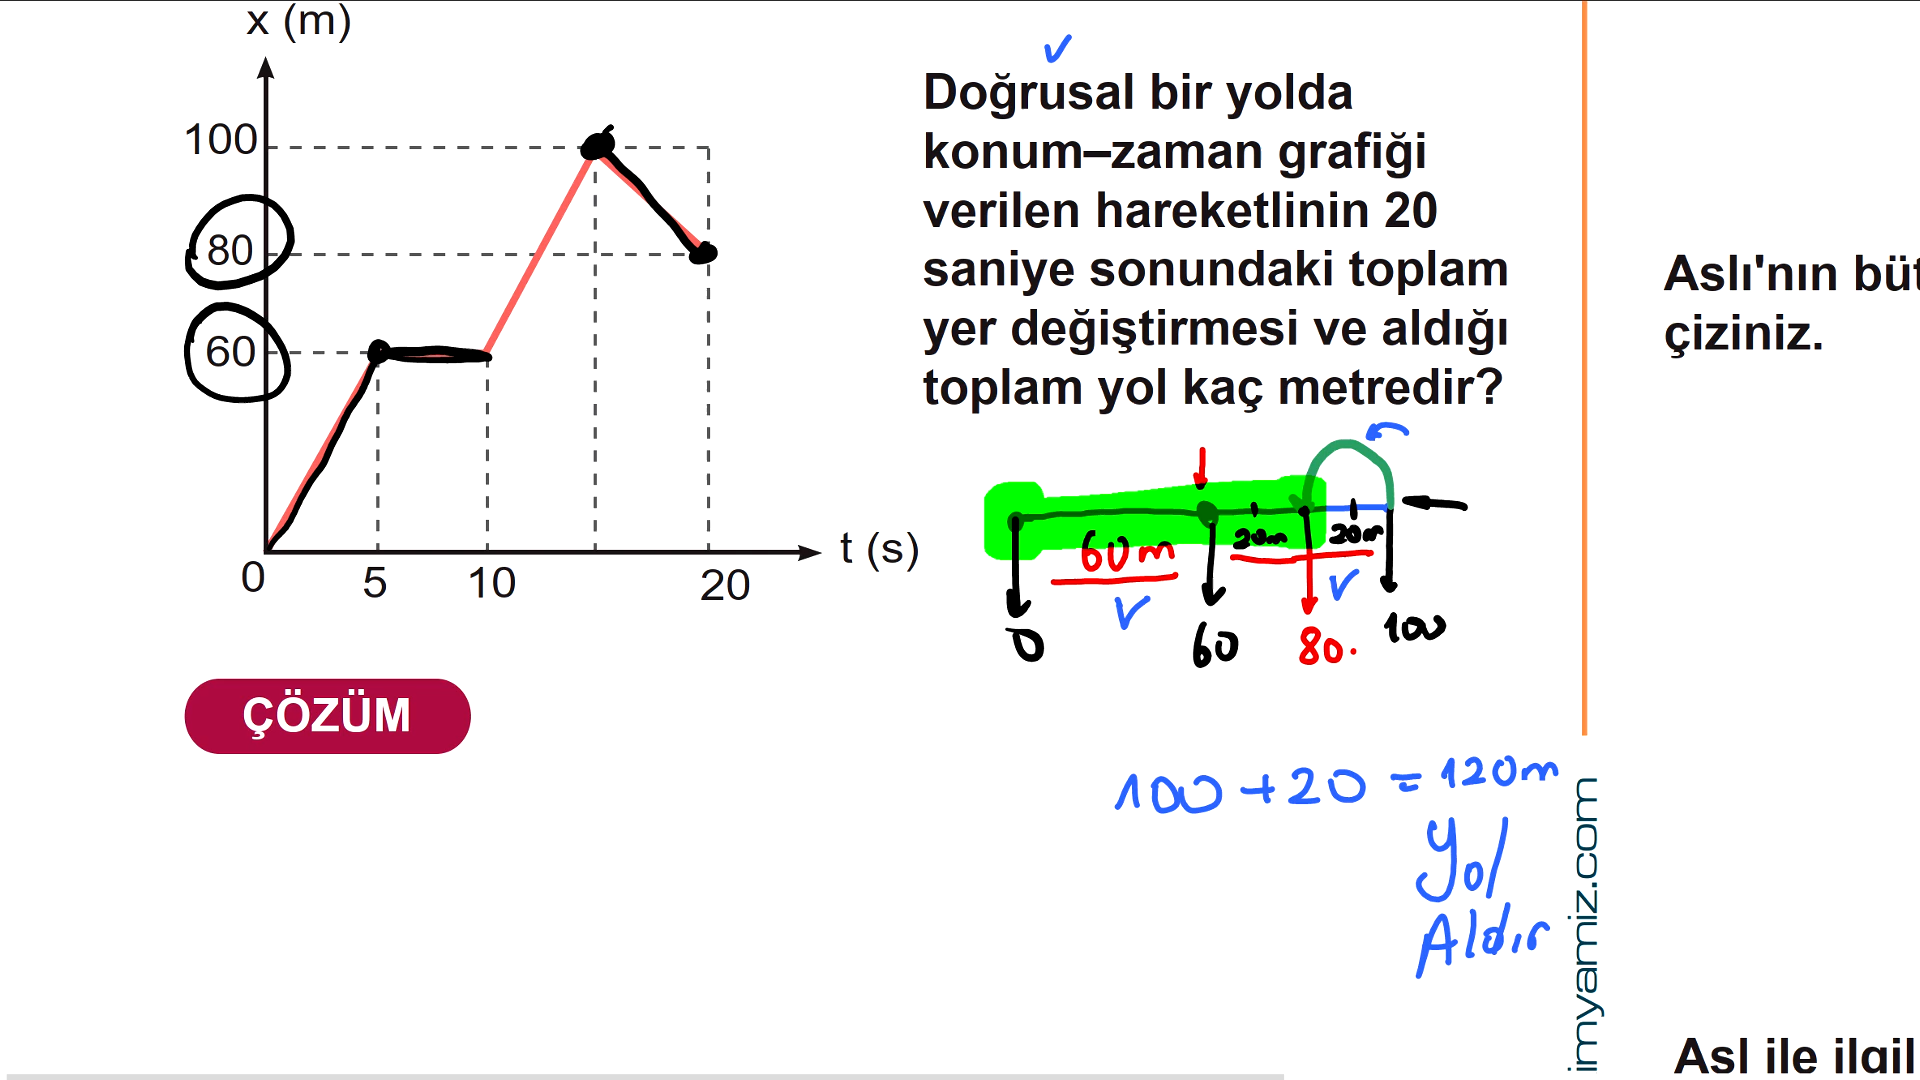 x (m)
100
80
60
0
5
10
20
t (s)
Doğrusal bir yolda
konum–zaman grafiği
verilen hareketlinin 20
saniye sonundaki toplam
yer değiştirmesi ve aldığı
toplam yol kaç metredir?
60 m
20m
20m
0
60
80.
100
ÇÖZÜM
100 + 20 = 120m
Yol
Aldır
imyamiz.com
Aslı'nın büt
çiziniz.
Asl ile ilgil